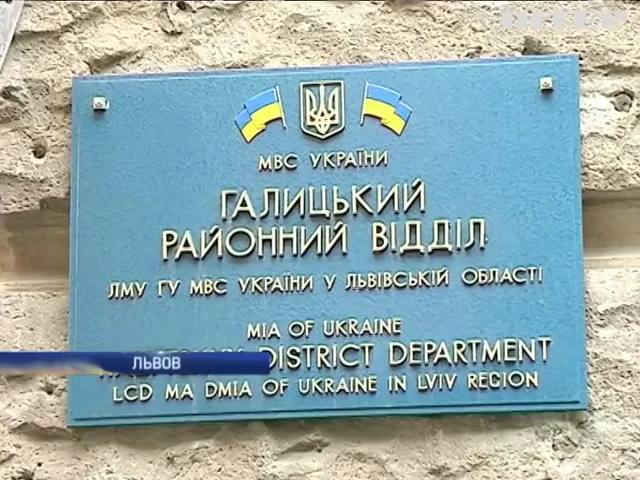 ІНТЕР
МВС УКРАЇНИ
ГАЛИЦЬКИЙ
РАЙОННИЙ ВІДДІЛ
ЛМУ ГУ МВС УКРАЇНИ У ЛЬВІВСЬКІЙ ОБЛАСТІ
MIA OF UKRAINE
DISTRICT DEPARTMENT
LCD MA DMIA OF UKRAINE IN LVIV REGION
ЛЬВОВ